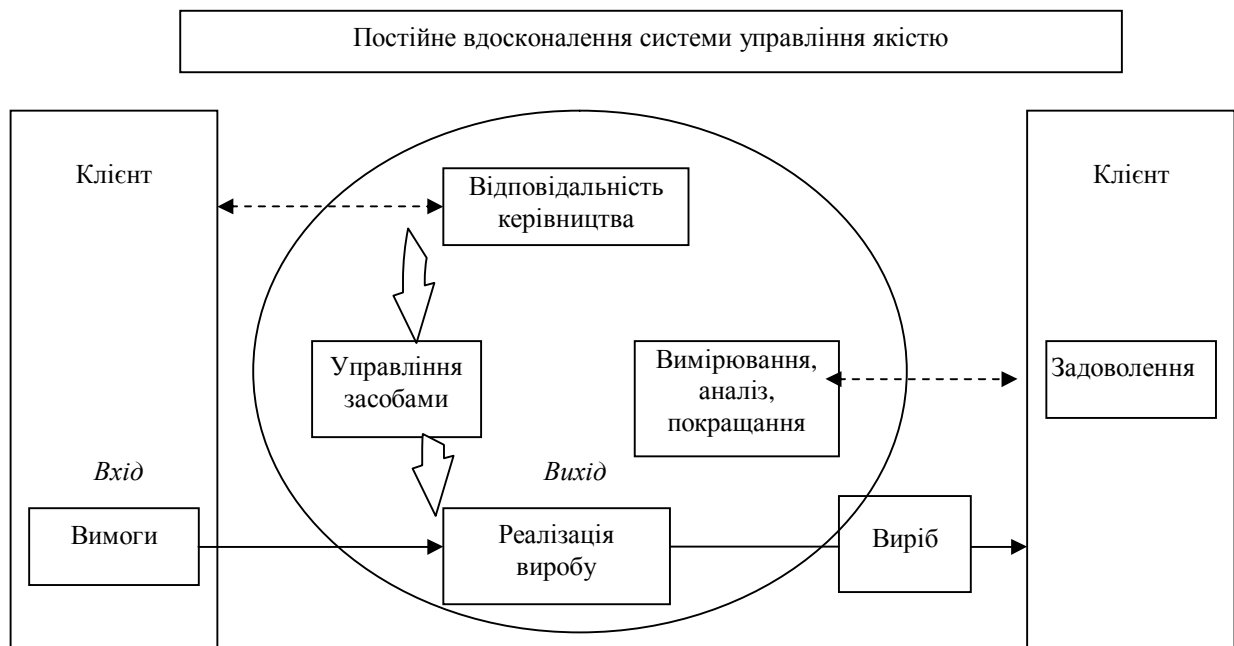 Постійне вдосконалення системи управління якістю
Клієнт
Відповідальність
керівництва
Клієнт
Управління
засобами
Вимірювання,
аналіз,
покращання
Задоволення
Вхід
Вихід
Вимоги
Реалізація
виробу
Виріб